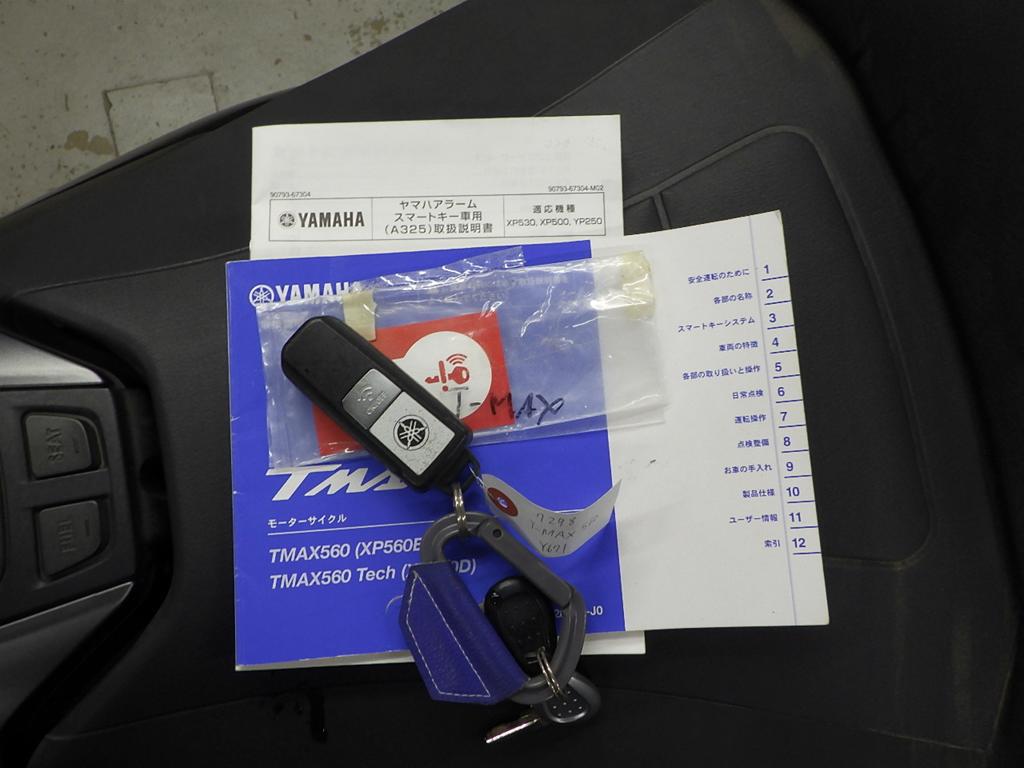 90793-67304
90793-67304-M02
YAMAHA
ヤマハアラーム
スマートキー車用
(A325)取扱説明書
適応機種
XP530, XP500, YP250
YAMAHA
安全運転のために 1
各部の名称 2
スマートキーシステム 3
車両の特徴 4
各部の取り扱いと操作 5
日常点検 6
運転操作 7
点検整備 8
お車の手入れ 9
製品仕様 10
ユーザー情報 11
索引 12
T-MAX
SEAT
FUEL
モーターサイクル
TMAX560 (XP560E
TMAX560 Tech (
0D)
-J0
7298
T-MAX
Y671